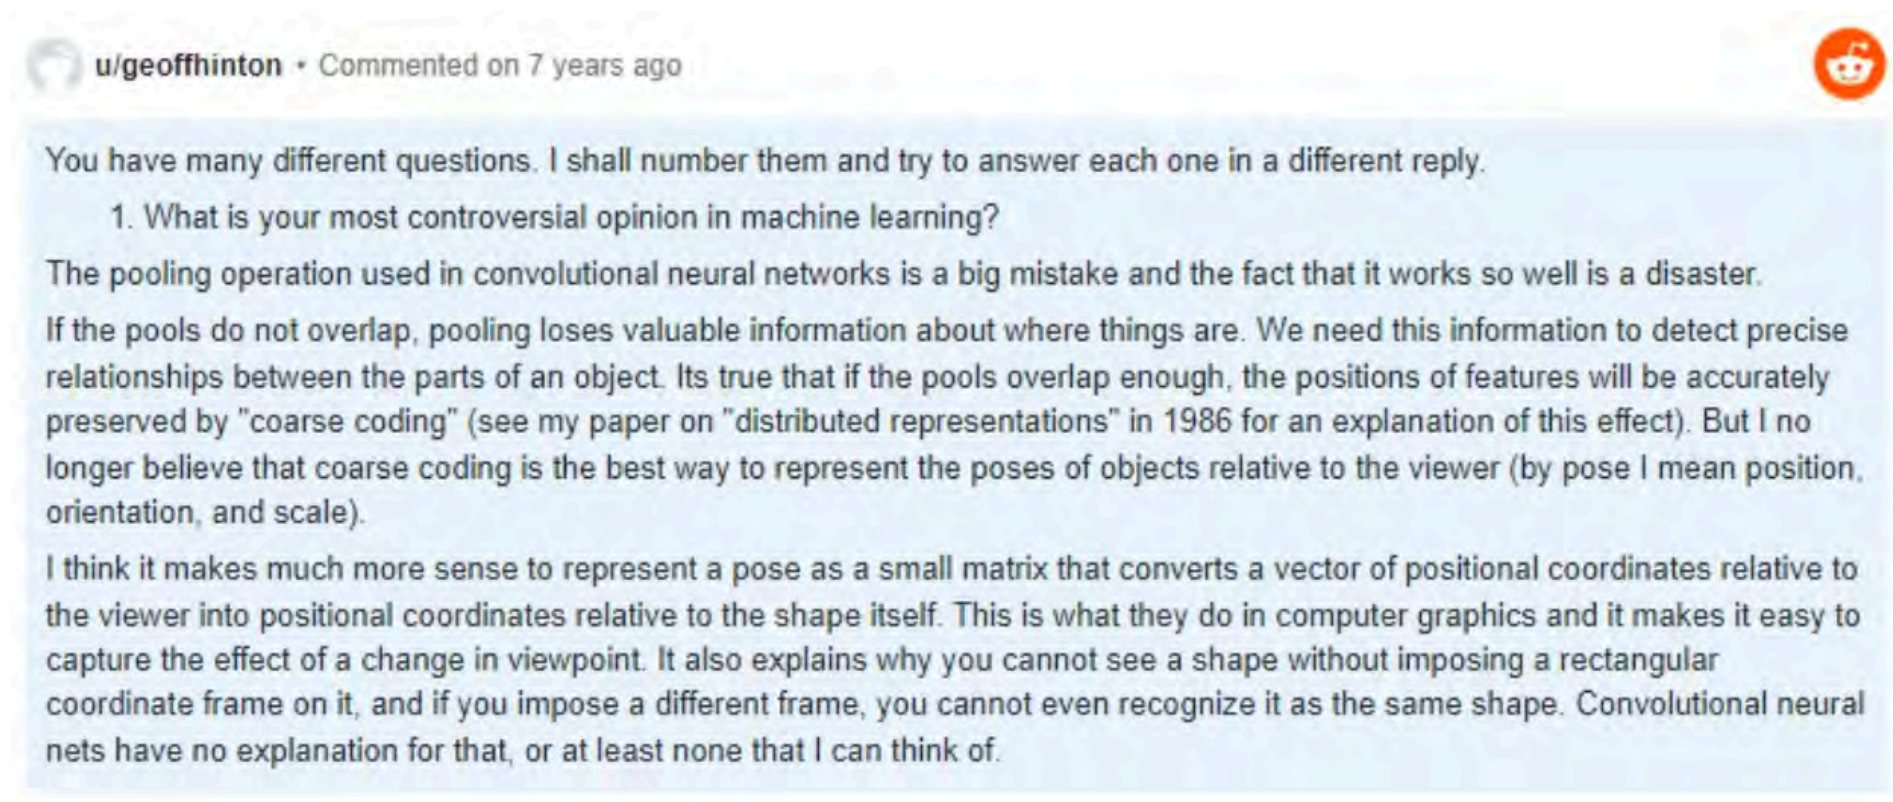 u/geoffhinton • Commented on 7 years ago
You have many different questions. I shall number them and try to answer each one in a different reply.
1. What is your most controversial opinion in machine learning?
The pooling operation used in convolutional neural networks is a big mistake and the fact that it works so well is a disaster.
If the pools do not overlap, pooling loses valuable information about where things are. We need this information to detect precise
relationships between the parts of an object. Its true that if the pools overlap enough, the positions of features will be accurately
preserved by "coarse coding" (see my paper on "distributed representations" in 1986 for an explanation of this effect). But I no
longer believe that coarse coding is the best way to represent the poses of objects relative to the viewer (by pose I mean position,
orientation, and scale).
I think it makes much more sense to represent a pose as a small matrix that converts a vector of positional coordinates relative to
the viewer into positional coordinates relative to the shape itself. This is what they do in computer graphics and it makes it easy to
capture the effect of a change in viewpoint. It also explains why you cannot see a shape without imposing a rectangular
coordinate frame on it, and if you impose a different frame, you cannot even recognize it as the same shape. Convolutional neural
nets have no explanation for that, or at least none that I can think of.